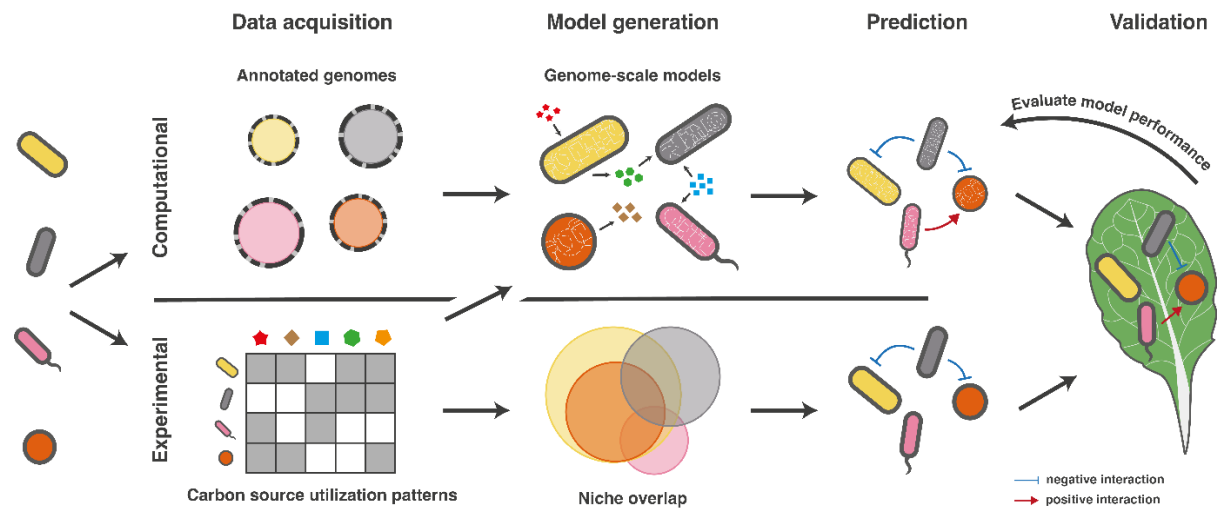 Data acquisition
Model generation
Prediction
Validation
Computational
Annotated genomes
Genome-scale models
Evaluate model performance
Experimental
Carbon source utilization patterns
Niche overlap
negative interaction
positive interaction